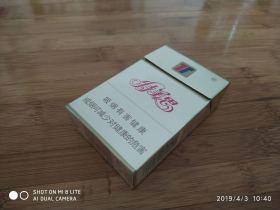 吸烟有害健康
戒烟可减少对健康的危害
SHOT ON MI 8 LITE
AI DUAL CAMERA
2019/4/3 10:40